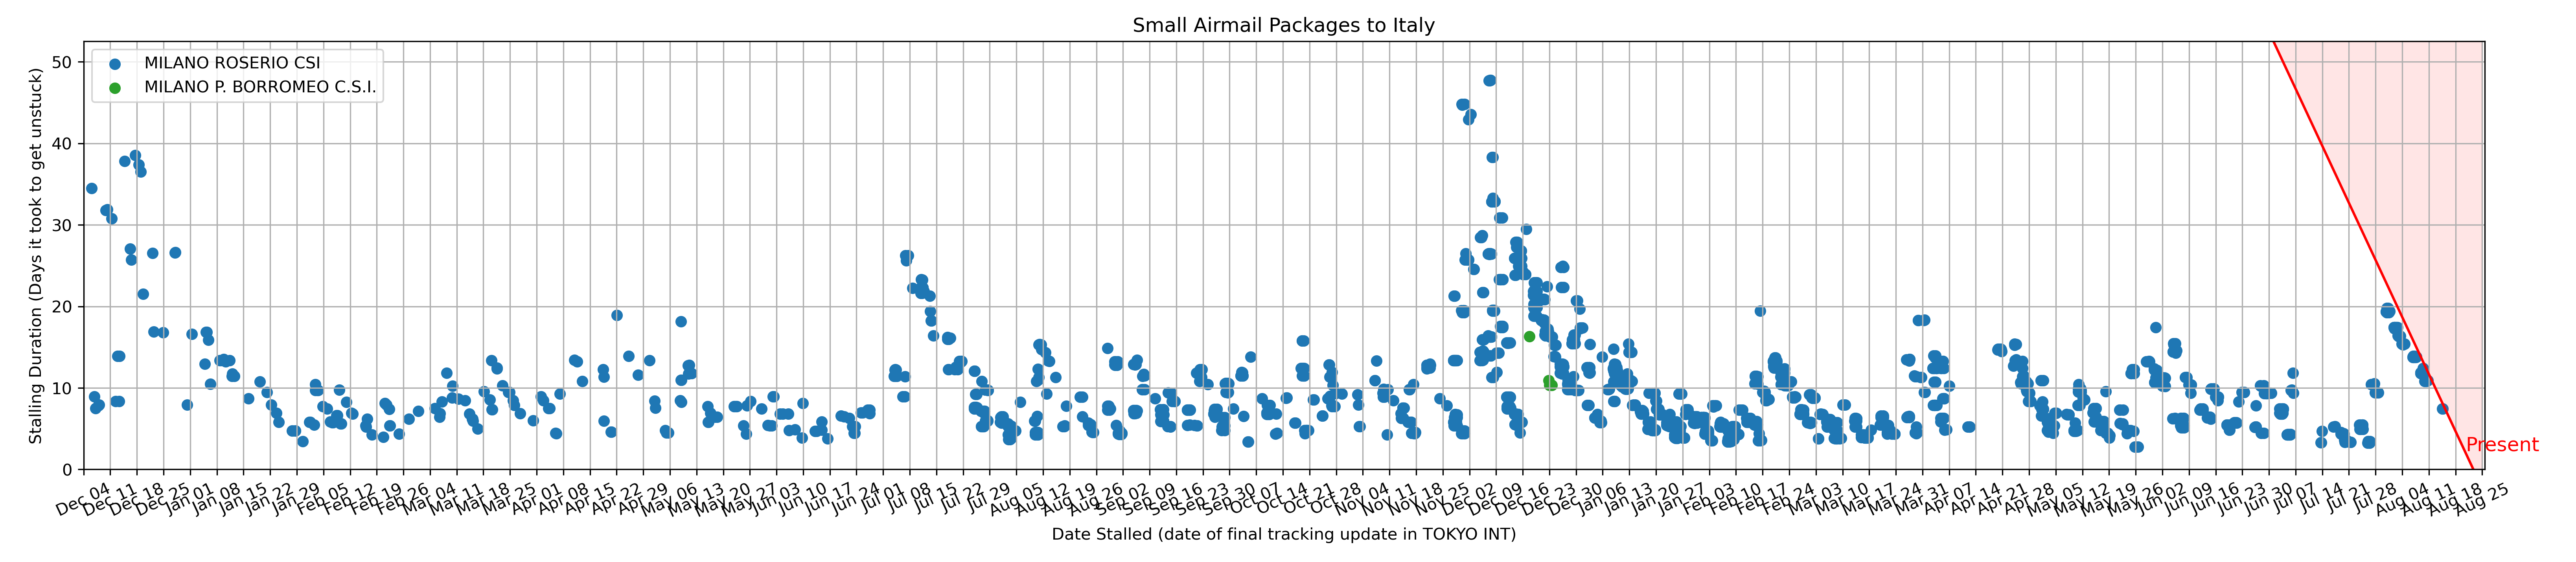 Small Airmail Packages to Italy
MILANO ROSERIO CSI
MILANO P. BORROMEO C.S.I.
Stalling Duration (Days it took to get unstuck)
50
40
30
20
10
0
Present
Dec 04 Dec 11 Dec 18 Dec 25 Jan 01 Jan 08 Jan 15 Jan 22 Jan 29 Feb 05 Feb 12 Feb 19 Feb 26 Mar 04 Mar 11 Mar 18 Mar 25 Apr 01 Apr 08 Apr 15 Apr 22 Apr 29 May 06 May 13 May 20 May 27 Jun 03 Jun 10 Jun 17 Jun 24 Jul 01 Jul 08 Jul 15 Jul 22 Jul 29 Aug 05 Aug 12 Aug 19 Aug 26 Sep 02 Sep 09 Sep 16 Sep 23 Sep 30 Oct 07 Oct 14 Oct 21 Oct 28 Nov 04 Nov 11 Nov 18 Nov 25 Dec 02 Dec 09 Dec 16 Dec 23 Dec 30 Jan 06 Jan 13 Jan 20 Jan 27 Feb 03 Feb 10 Feb 17 Feb 24 Mar 03 Mar 10 Mar 17 Mar 24 Mar 31 Apr 07 Apr 14 Apr 21 Apr 28 May 05 May 12 May 19 May 26 Jun 02 Jun 09 Jun 16 Jun 23 Jun 30 Jul 07 Jul 14 Jul 21 Jul 28 Aug 04 Aug 11 Aug 18 Aug 25
Date Stalled (date of final tracking update in TOKYO INT)